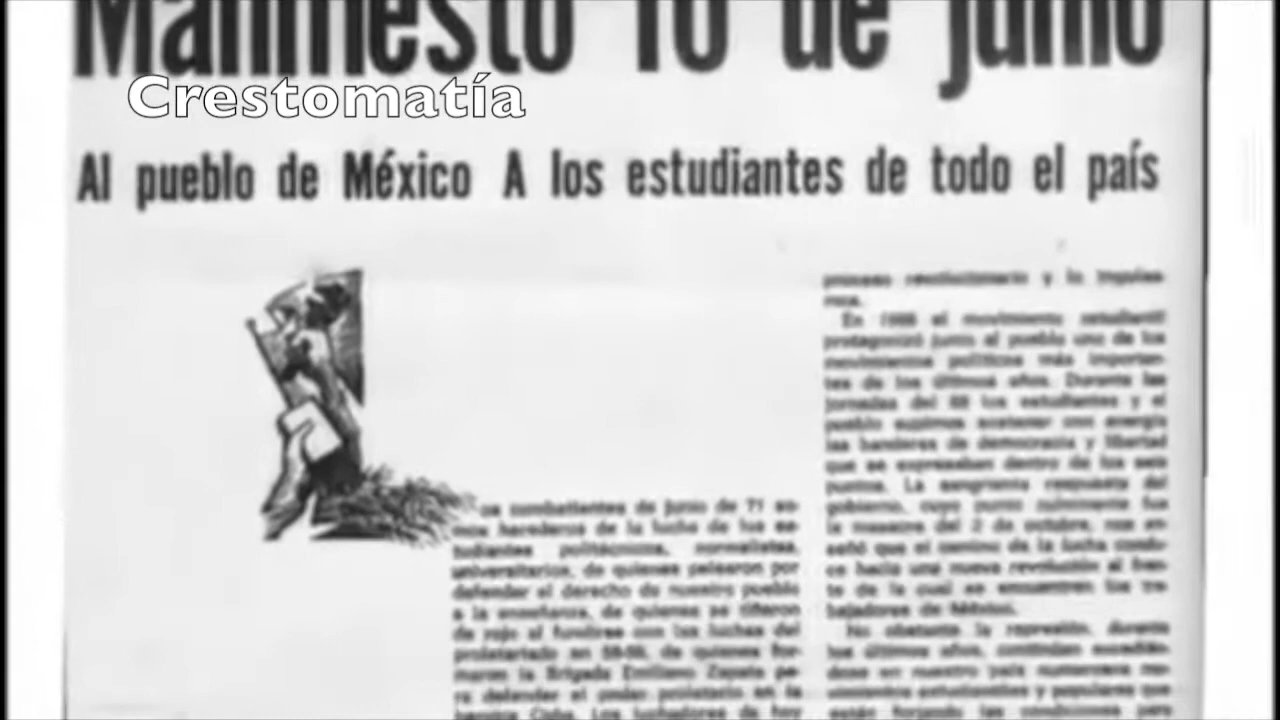 Manifiesto 10 de junio
Crestomatía
Al pueblo de México A los estudiantes de todo el país
os combatientes de junio de 71 so-
mos herederos de la lucha de los es-
tudiantes politécnicos, normalistas,
universitarios, de quienes pelearon por
defender el derecho de nuestro pueblo
a la enseñanza, de quienes se tiñeron
de rojo al fundirse con las luchas del
proletariado en 58-59, de quienes for-
maron la Brigada Emiliano Zapata pa-
ra defender el poder proletario en la
heroica Cuba. Los luchadores de hoy
proceso revolucionario y lo
En 1968 el movimiento estudiantil
protagonizó junto al pueblo uno de los
movimientos políticos más importan-
tes de los últimos años. Durante las
jornadas del 68 los estudiantes y el
pueblo supimos sostener con energía
las banderas de democracia y libertad
que se expresaban dentro de los seis
puntos. La sangrienta respuesta del
gobierno, cuyo punto culminante fue
la masacre del 2 de octubre, nos en-
señó que el camino de la lucha condu-
ce hacia una nueva revolución al fren-
te de la cual se encuentren los tra-
bajadores de México.
No obstante la represión, durante
los últimos años, continúan sucedién-
dose en nuestro país numerosos mo-
vimientos estudiantiles y populares que
están forjando las condiciones para